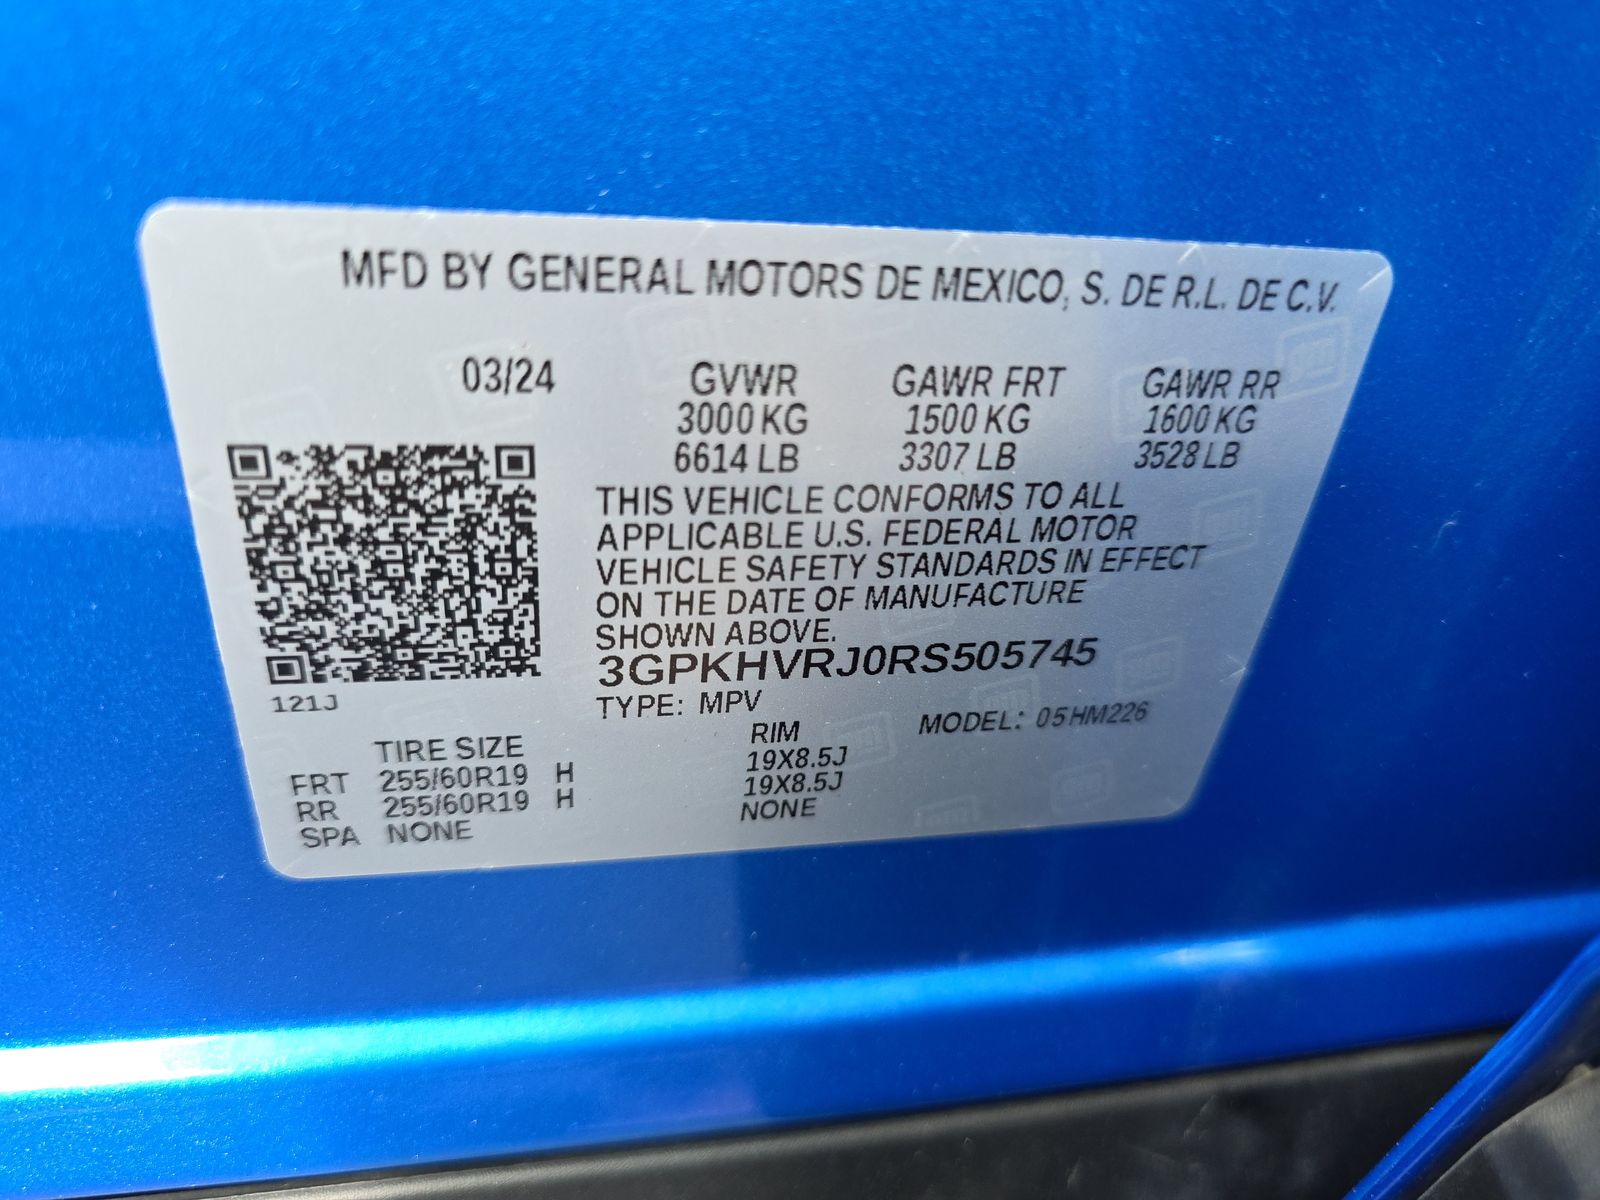 MFD BY GENERAL MOTORS DE MEXICO, S. DE R.L. DE C.V.
03/24 GVWR GAWR FRT GAWR RR
3000 KG 1500 KG 1600 KG
6614 LB 3307 LB 3528 LB
THIS VEHICLE CONFORMS TO ALL
APPLICABLE U.S. FEDERAL MOTOR
VEHICLE SAFETY STANDARDS IN EFFECT
ON THE DATE OF MANUFACTURE
SHOWN ABOVE.
3GPKHVRJ0RS505745
121J
TYPE: MPV MODEL: 05HM226
TIRE SIZE RIM
FRT 255/60R19 H 19X8.5J
RR 255/60R19 H 19X8.5J
SPA NONE NONE